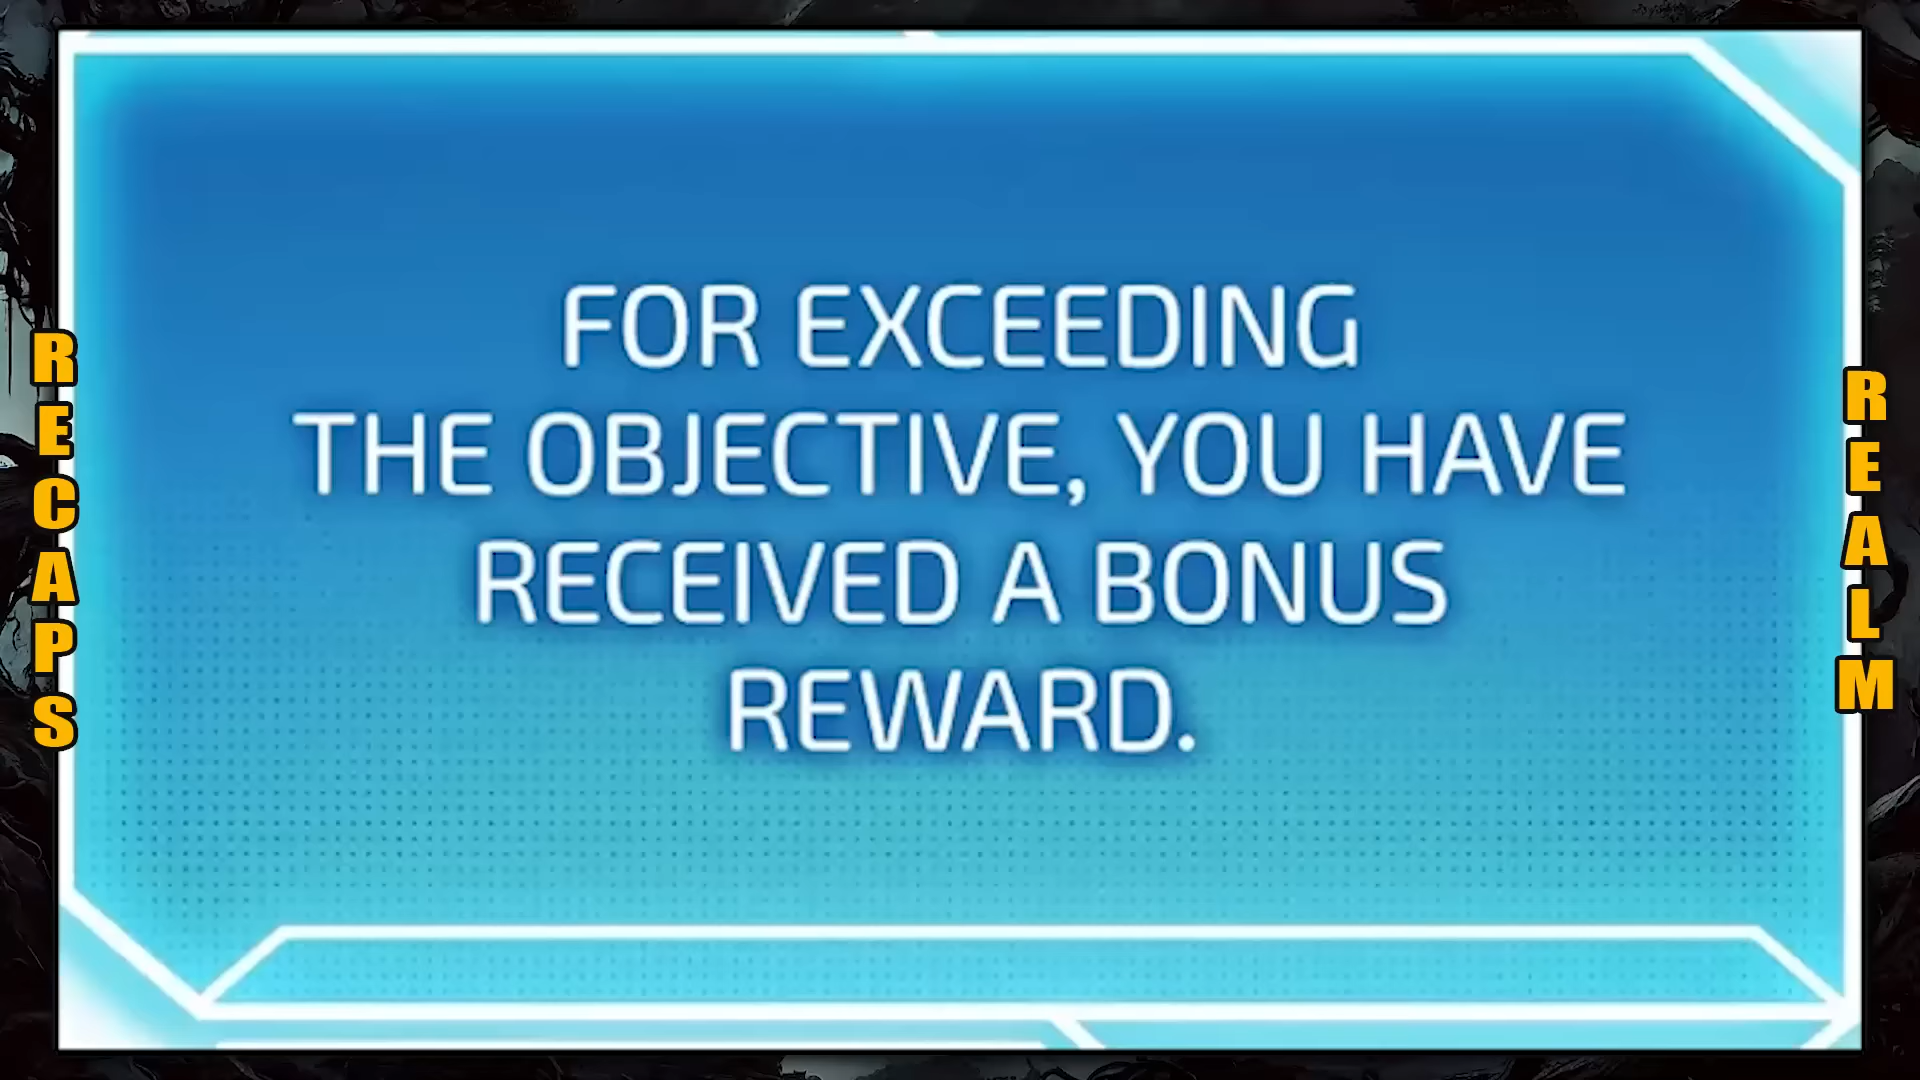 FOR EXCEEDING
THE OBJECTIVE, YOU HAVE
RECEIVED A BONUS
REWARD.
RECAPS
REALM